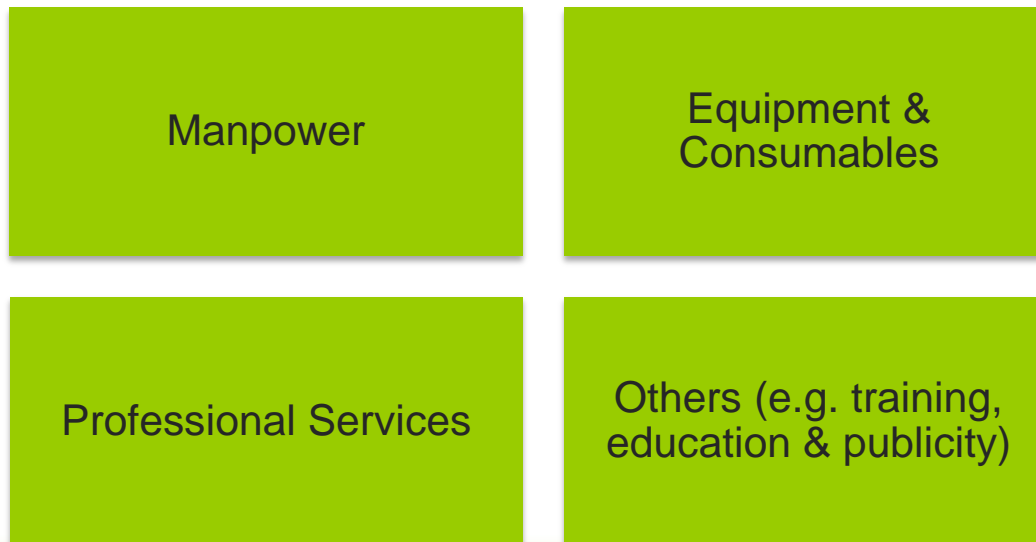 Manpower
Equipment &
Consumables
Professional Services
Others (e.g. training,
education & publicity)